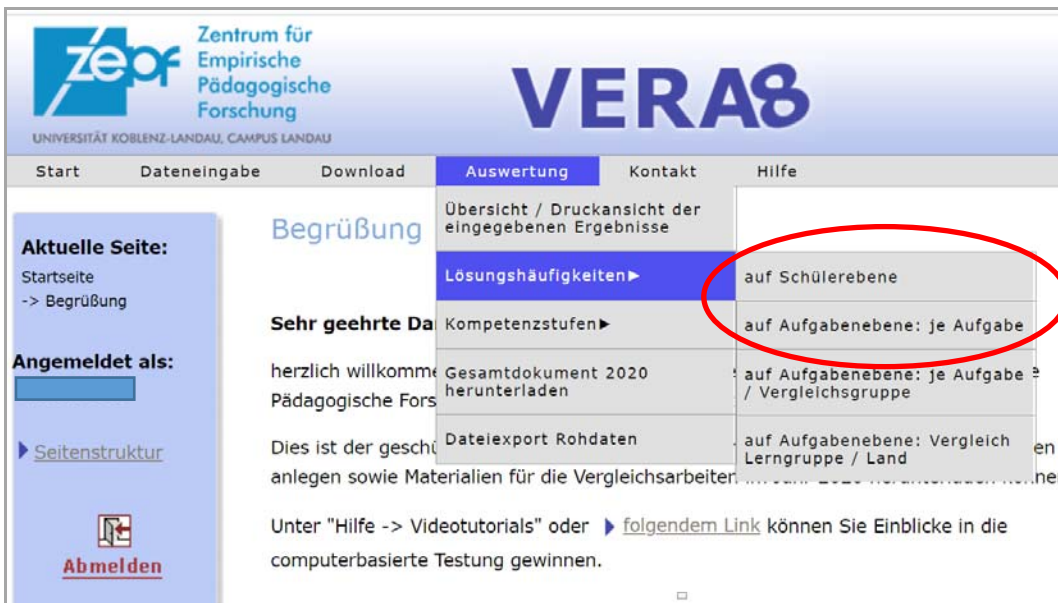 zepf
Zentrum für
Empirische
Pädagogische
Forschung
UNIVERSITÄT KOBLENZ-LANDAU, CAMPUS LANDAU
VERA8
Start Dateneingabe Download Auswertung Kontakt Hilfe
Aktuelle Seite:
Startseite
-> Begrüßung
Angemeldet als:
Seitenstruktur
Abmelden
Begrüßung
Sehr geehrte Da
herzlich willkomme
Pädagogische Fors
Dies ist der geschü
anlegen sowie Materialien für die Vergleichsarbeiten
Unter "Hilfe -> Videotutorials" oder folgendem Link können Sie Einblicke in die
computerbasierte Testung gewinnen.
Übersicht / Druckansicht der
eingegebenen Ergebnisse
Lösungshäufigkeiten►
Kompetenzstufen►
Gesamtdokument 2020
herunterladen
Dateiexport Rohdaten
auf Schülerebene
auf Aufgabenebene: je Aufgabe
auf Aufgabenebene: je Aufgabe
/ Vergleichsgruppe
auf Aufgabenebene: Vergleich
Lerngruppe / Land